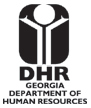 DHR
GEORGIA
DEPARTMENT OF
HUMAN RESOURCES